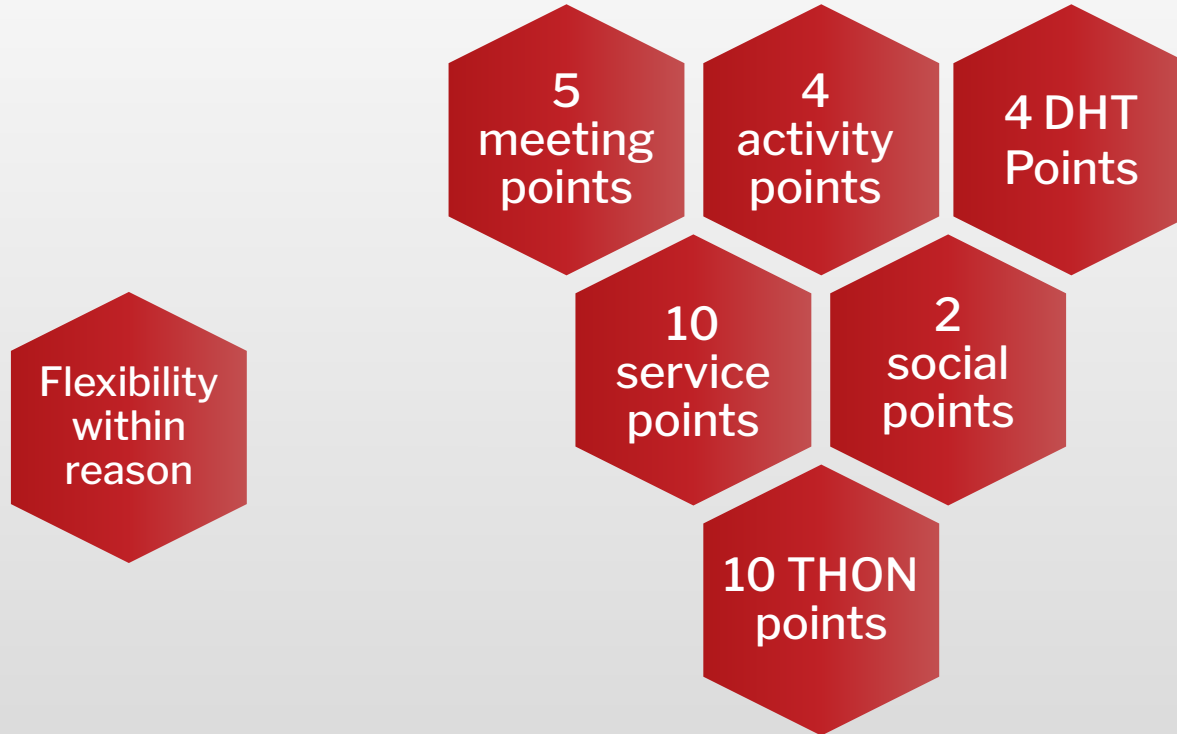 5
meeting
points
4
activity
points
4 DHT
Points
10
service
points
2
social
points
Flexibility
within
reason
10 THON
points